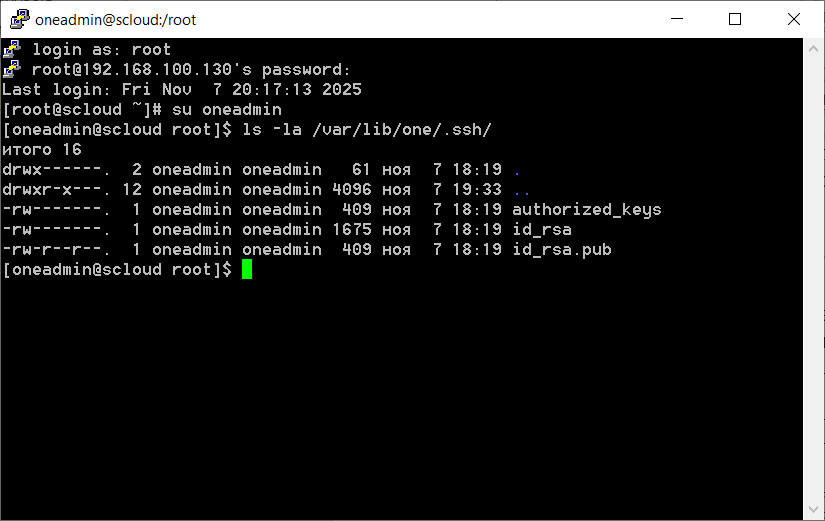 oneadmin@scloud:/root
login as: root
root@192.168.100.130's password:
Last login: Fri Nov  7 20:17:13 2025
[root@scloud ~]# su oneadmin
[oneadmin@scloud root]$ ls -la /var/lib/one/.ssh/
итого 16
drwx------.  2 oneadmin oneadmin   61 ноя  7 18:19 .
drwxr-x---. 12 oneadmin oneadmin 4096 ноя  7 19:33 ..
-rw-------.  1 oneadmin oneadmin  409 ноя  7 18:19 authorized_keys
-rw-------.  1 oneadmin oneadmin 1675 ноя  7 18:19 id_rsa
-rw-r--r--.  1 oneadmin oneadmin  409 ноя  7 18:19 id_rsa.pub
[oneadmin@scloud root]$